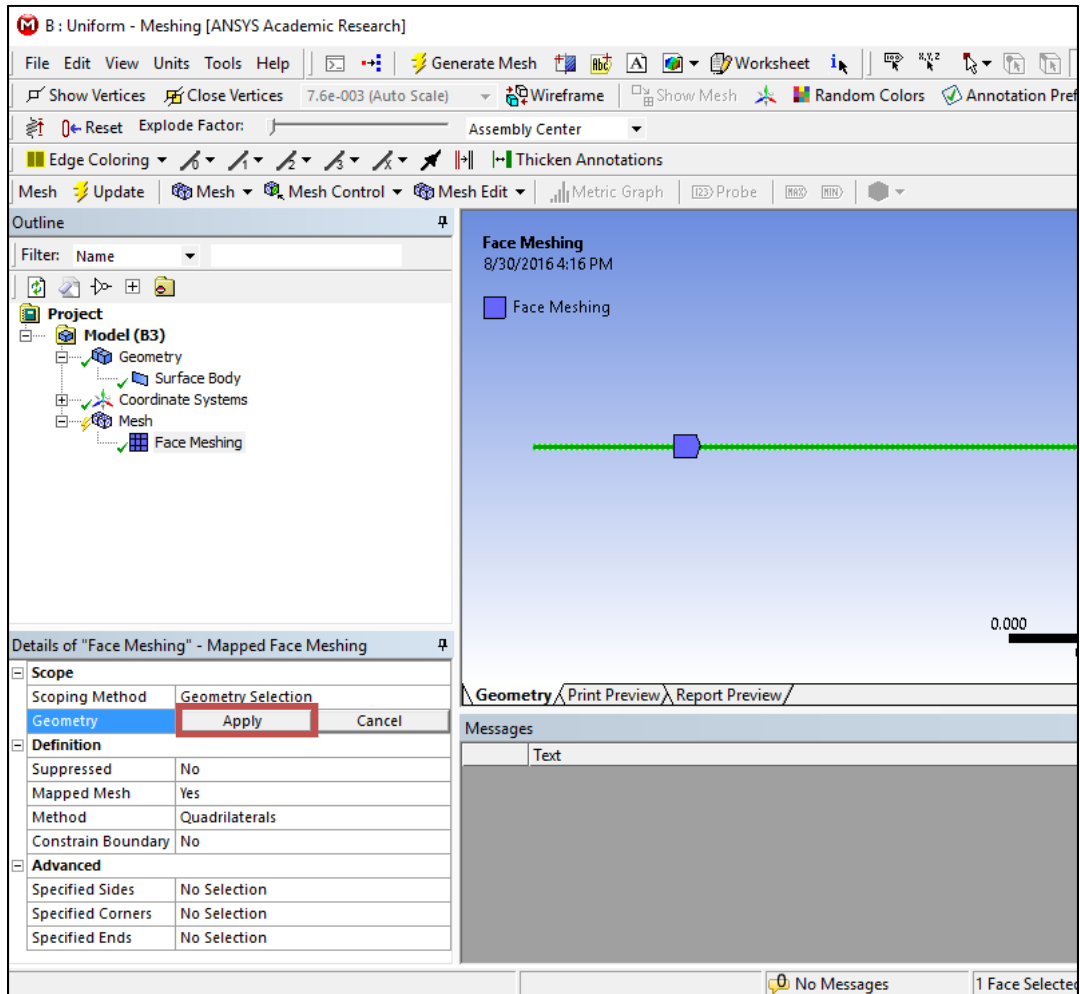 B : Uniform - Meshing [ANSYS Academic Research]
File Edit View Units Tools Help Generate Mesh Worksheet
Show Vertices Close Vertices 7.6e-003 (Auto Scale) Wireframe Show Mesh Random Colors Annotation Pref
Reset Explode Factor: Assembly Center
Edge Coloring Thicken Annotations
Mesh Update Mesh Mesh Control Mesh Edit Metric Graph Probe
Outline
Filter: Name
Project
Model (B3)
Geometry
Surface Body
Coordinate Systems
Mesh
Face Meshing
Face Meshing
8/30/2016 4:16 PM
Face Meshing
0.000
Geometry Print Preview Report Preview
Details of "Face Meshing" - Mapped Face Meshing
Scope
Scoping Method Geometry Selection
Geometry Apply Cancel
Definition
Suppressed No
Mapped Mesh Yes
Method Quadrilaterals
Constrain Boundary No
Advanced
Specified Sides No Selection
Specified Corners No Selection
Specified Ends No Selection
Messages
Text
No Messages 1 Face Selected